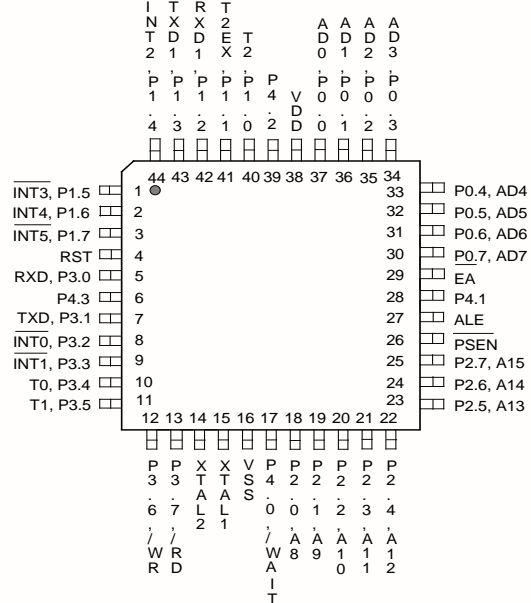 INT2, P1.4
TXD1, P1.3
RXD1, P1.2
T2EX, P1.1
T2, P1.0
P4.2
VDD
AD0, P0.0
AD1, P0.1
AD2, P0.2
AD3, P0.3
44 43 42 41 40 39 38 37 36 35 34
INT3, P1.5 1
INT4, P1.6 2
INT5, P1.7 3
RST 4
RXD, P3.0 5
P4.3 6
TXD, P3.1 7
INT0, P3.2 8
INT1, P3.3 9
T0, P3.4 10
T1, P3.5 11
33 P0.4, AD4
32 P0.5, AD5
31 P0.6, AD6
30 P0.7, AD7
29 EA
28 P4.1
27 ALE
26 PSEN
25 P2.7, A15
24 P2.6, A14
23 P2.5, A13
12 13 14 15 16 17 18 19 20 21 22
P3.6, /WR
P3.7, /RD
XTAL2
XTAL1
VSS
P4.0, /WAIT
P2.0, A8
P2.1, A9
P2.2, A10
P2.3, A11
P2.4, A12